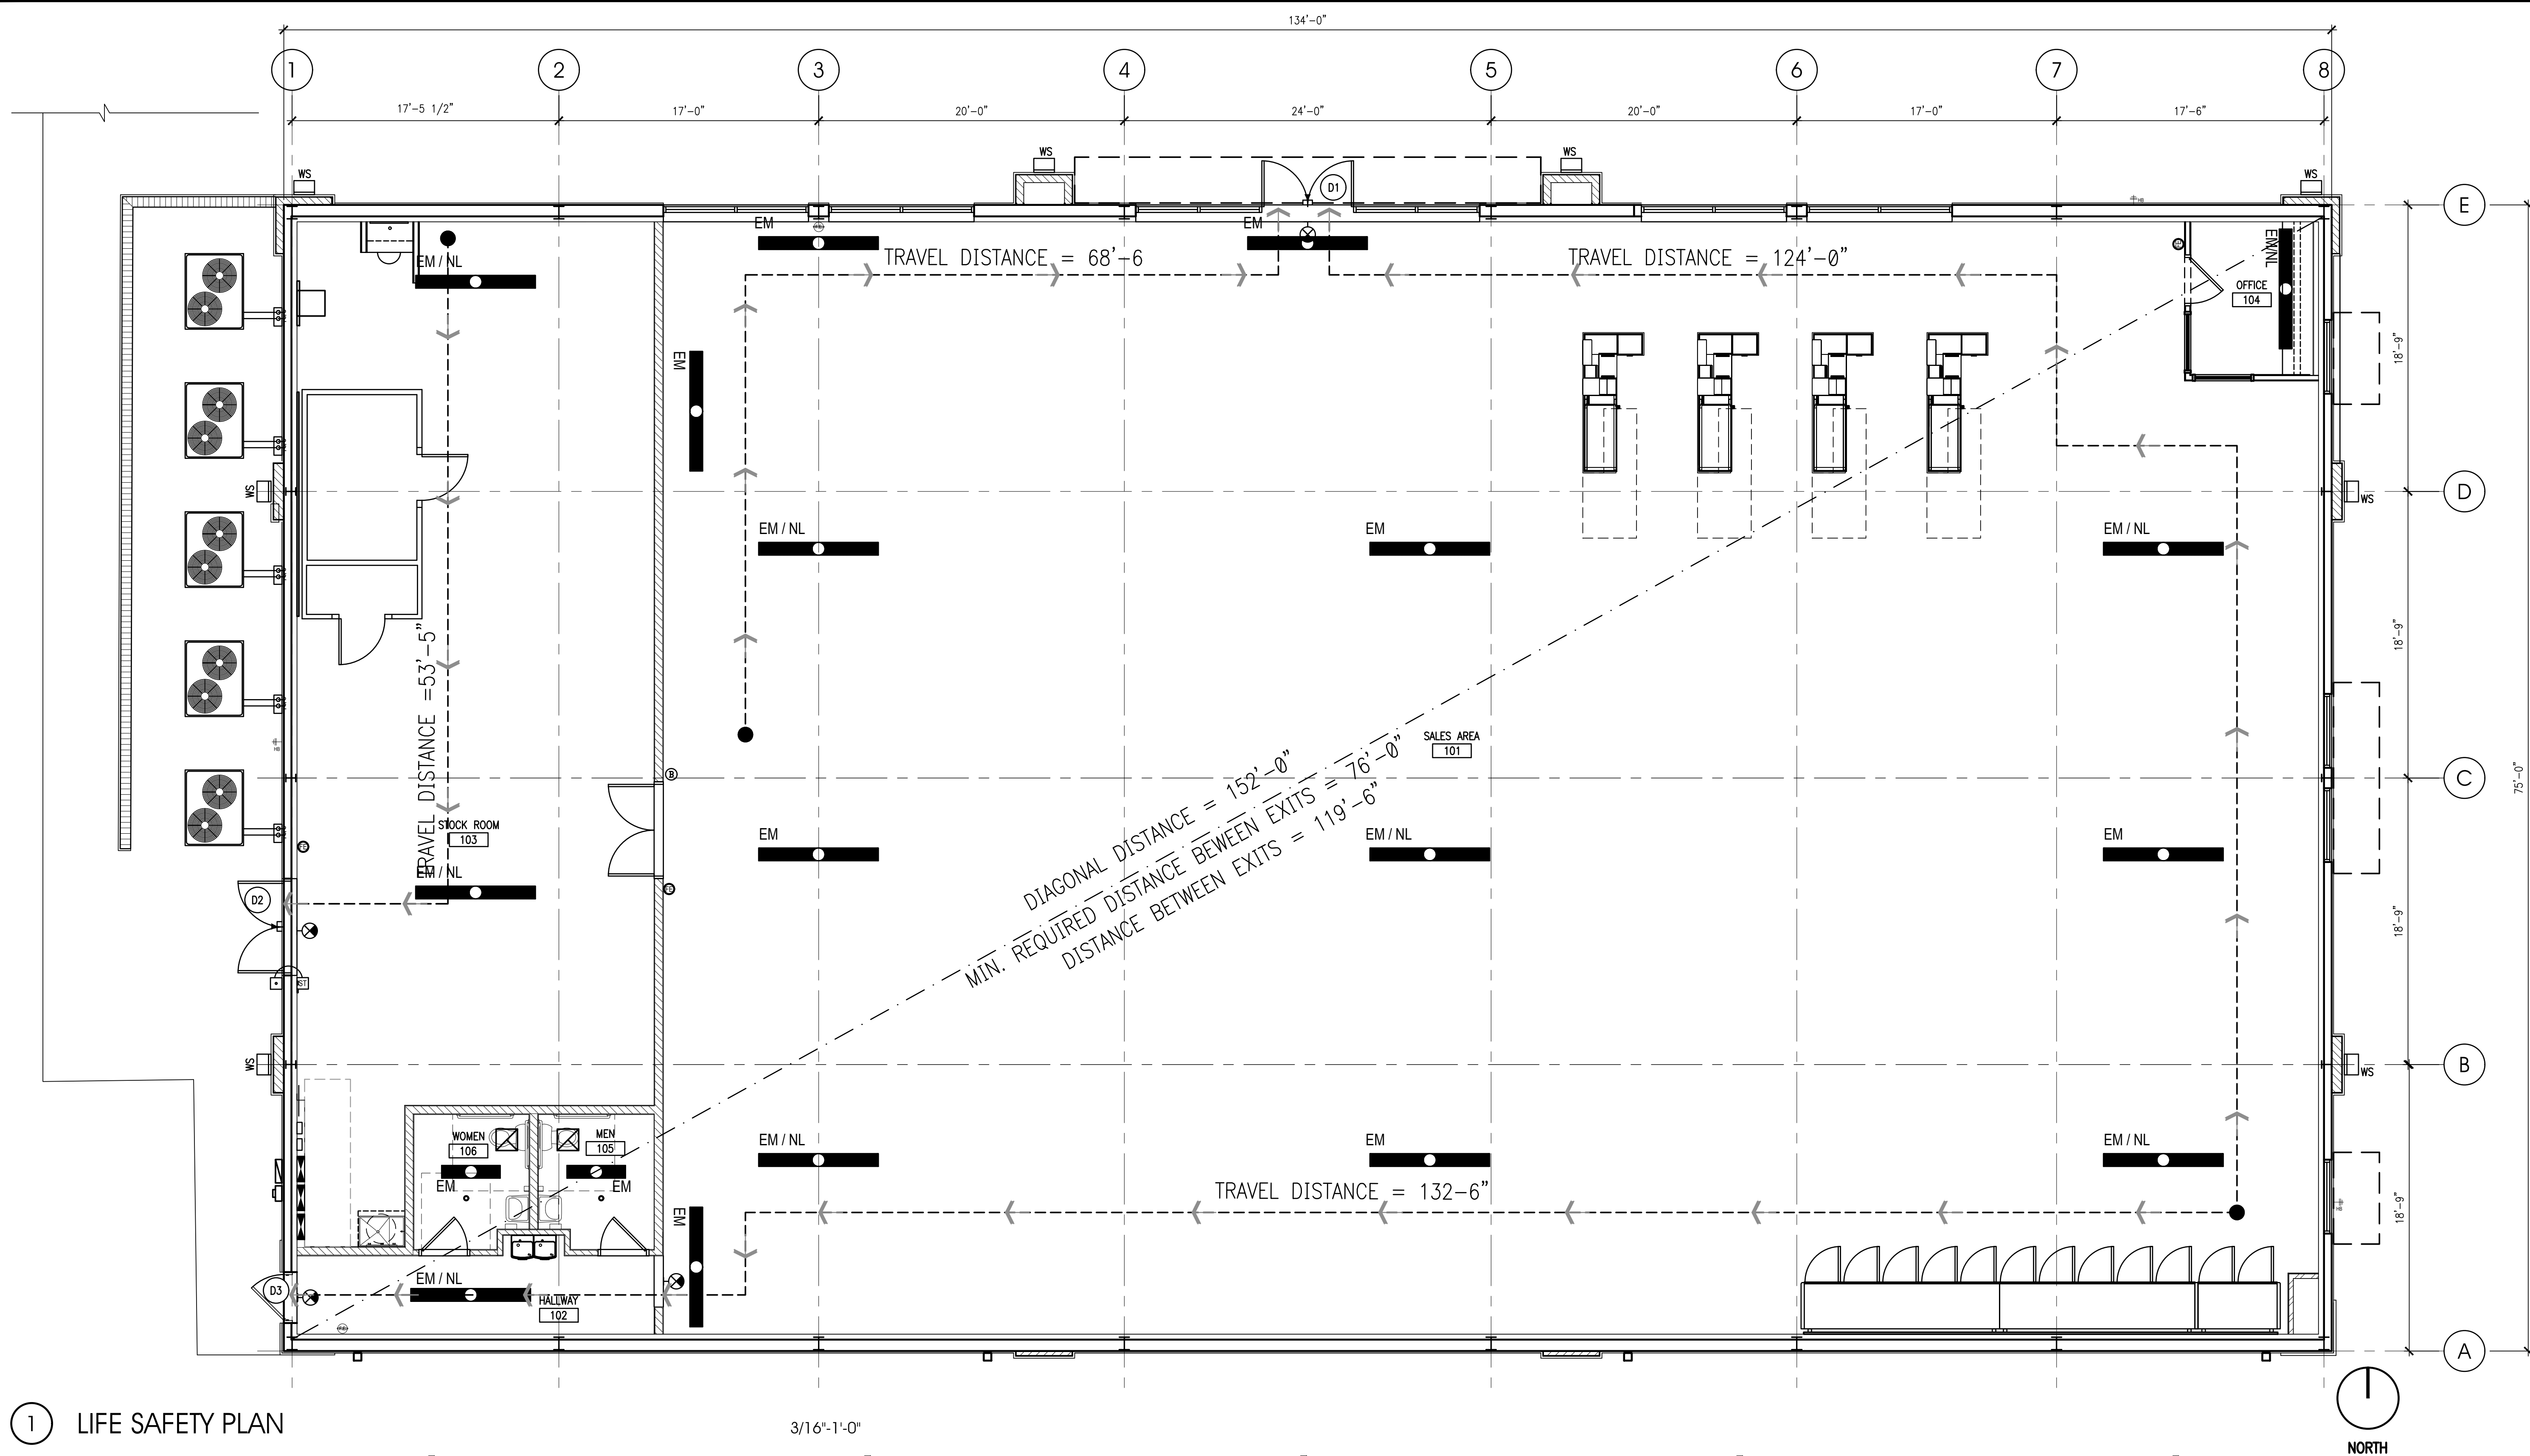 134'-0"
1
2
3
4
5
6
7
8
17'-5 1/2"
17'-0"
20'-0"
24'-0"
20'-0"
17'-0"
17'-6"
WS
WS
WS
WS
D1
E
EM
EM
TRAVEL DISTANCE = 68'-6
TRAVEL DISTANCE = 124'-0"
EM/NL
EM / NL
OFFICE
104
18'-9"
EM
WS
WS
D
EM / NL
EM
EM / NL
18'-9"
TRAVEL DISTANCE =53'-5"
SALES AREA
101
DIAGONAL DISTANCE = 152'-0"
MIN. REQUIRED DISTANCE BEWEEN EXITS = 76'-0"
DISTANCE BETWEEN EXITS = 119'-6"
B
C
75'-0"
STOCK ROOM
103
EM
EM / NL
EM
EM / NL
D2
18'-9"
ST
WS
WS
B
WOMEN
106
MEN
105
EM / NL
EM
EM / NL
EM
EM
TRAVEL DISTANCE = 132-6"
EM
18'-9"
EM / NL
D3
HALLWAY
102
A
1
LIFE SAFETY PLAN
3/16"-1'-0"
NORTH